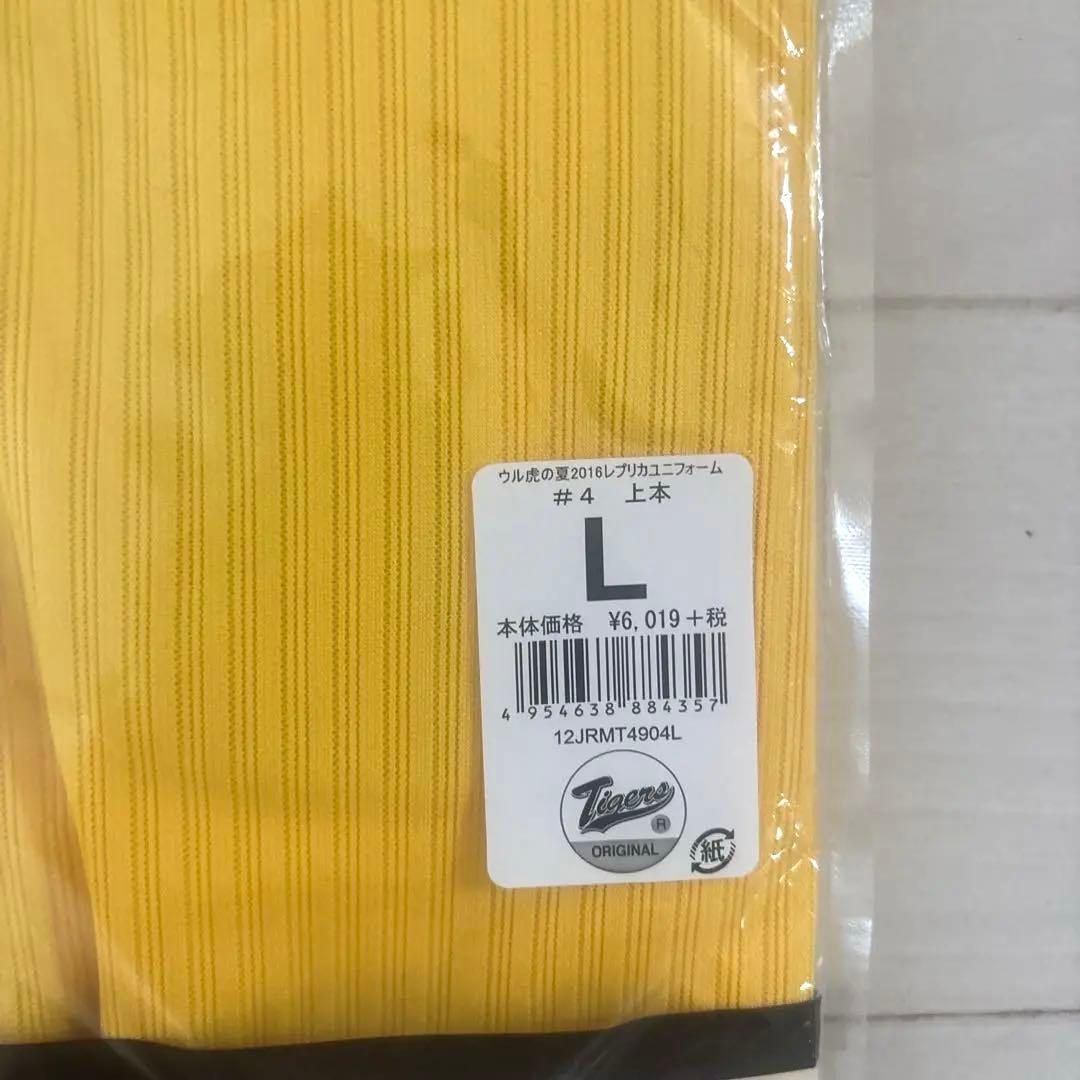 ウル虎の夏2016レプリカユニフォーム
#4 上本
L
本体価格 ¥6,019+税
4 954638 884357
12JRMT4904L
Tigers
R
ORIGINAL
紙